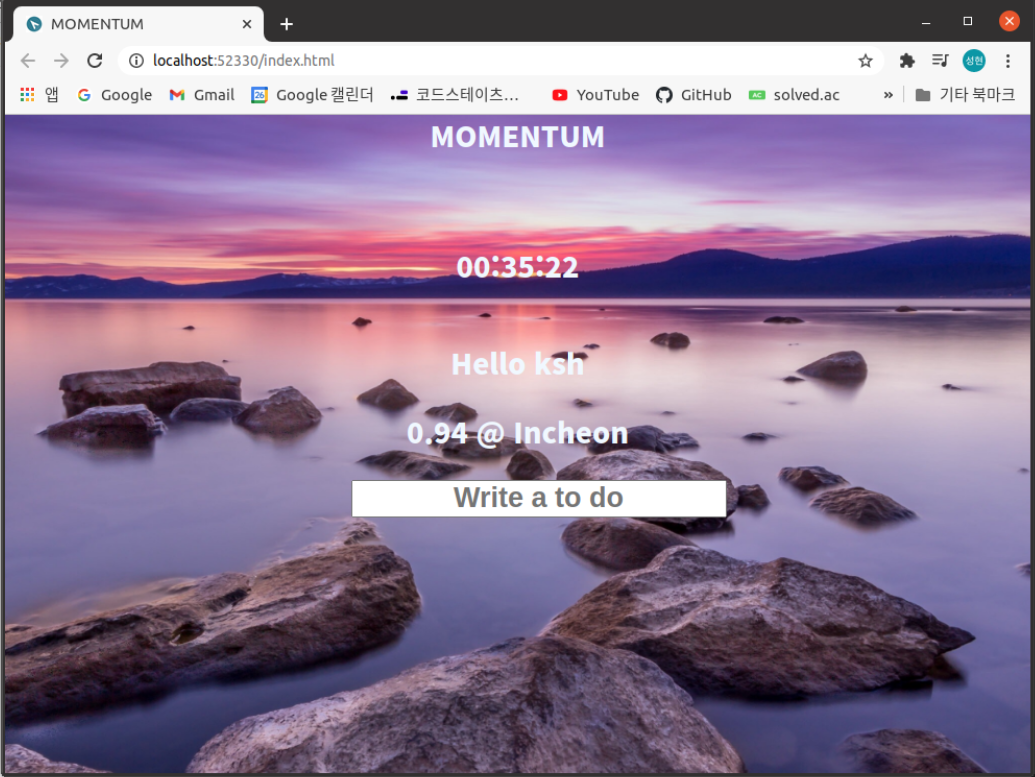 MOMENTUM
localhost:52330/index.html
성현
앱 Google Gmail 26 Google 캘린더 코드스테이츠... YouTube GitHub AC solved.ac » 기타 북마크
MOMENTUM
00:35:22
Hello ksh
0.94 @ Incheon
Write a to do